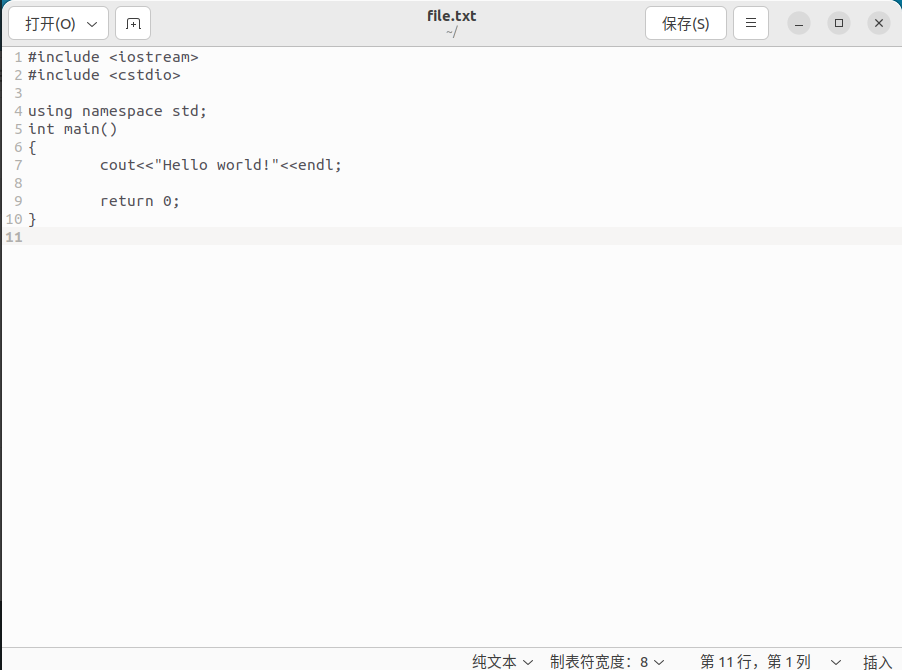 打开(O)
file.txt
~/
保存(S)
1 #include <iostream>
2 #include <cstdio>
3
4 using namespace std;
5 int main()
6 {
7         cout<<"Hello world!"<<endl;
8
9         return 0;
10 }
11
纯文本 制表符宽度：8 第 11 行，第 1 列 插入